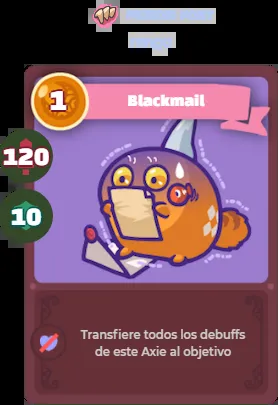 1
Blackmail
120
10
Transfiere todos los debuffs
de este Axie al objetivo